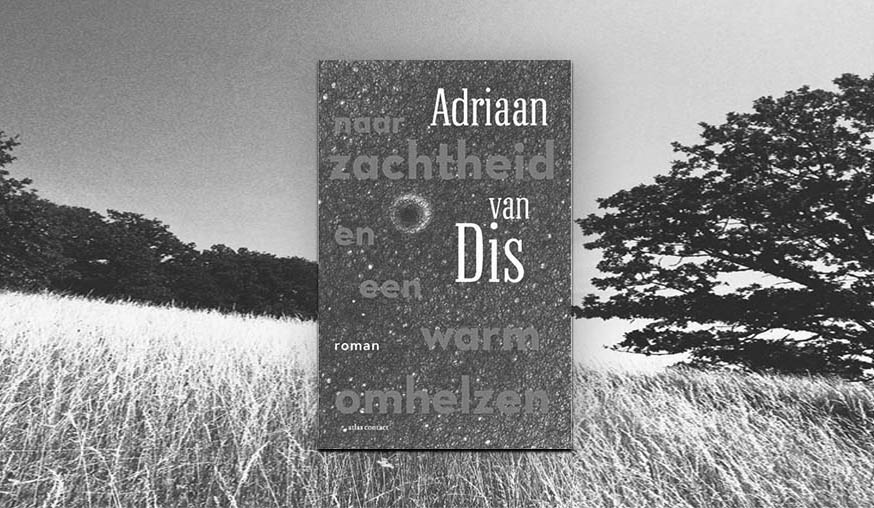 Adriaan
van
Dis
naar
zachtheid
en
een
warm
omhelzen
roman
atlas contact